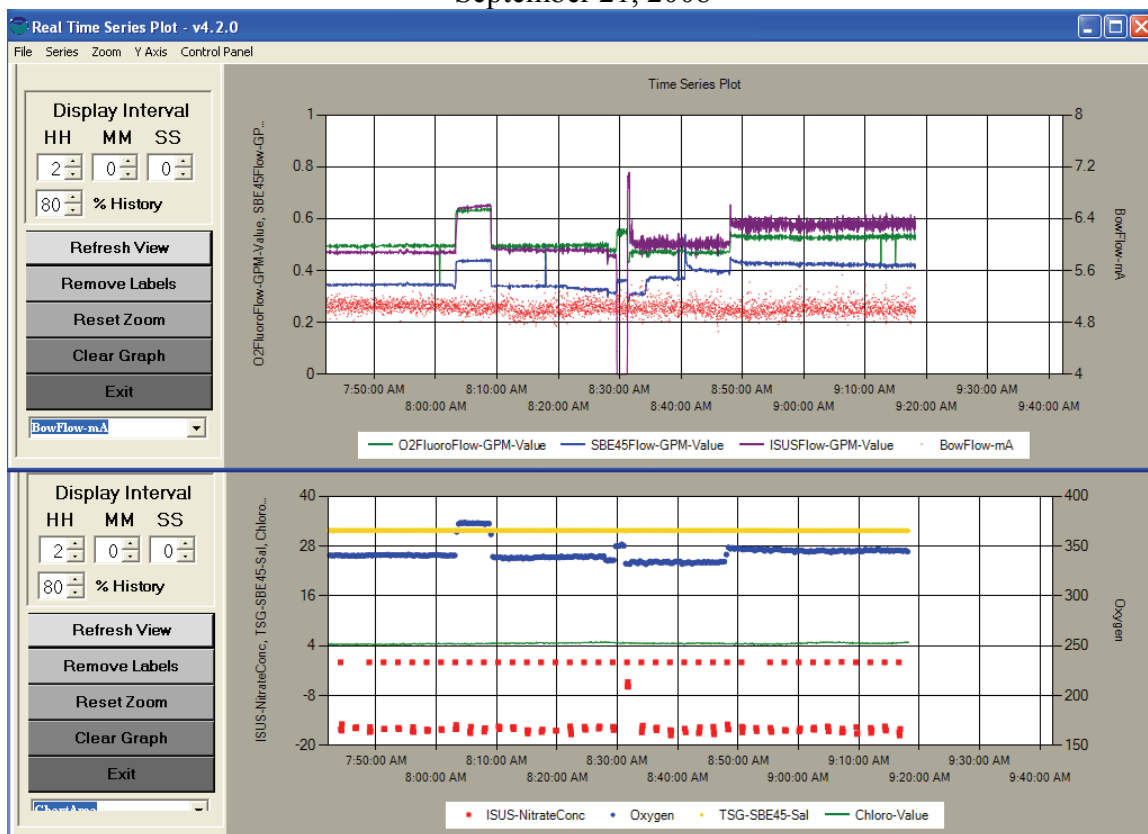 September 21, 2008
Real Time Series Plot - v4.2.0
File Series Zoom Y Axis Control Panel
Display Interval
HH MM SS
2 0 0
80 % History
Refresh View
Remove Labels
Reset Zoom
Clear Graph
Exit
BowFlow-mA
Time Series Plot
O2FluoroFlow-GPM-Value, SBE45Flow-GP...
1
0.8
0.6
0.4
0.2
0
8
7.2
6.4
5.6
4.8
4
BowFlow-mA
7:50:00 AM 8:10:00 AM 8:30:00 AM 8:50:00 AM 9:10:00 AM 9:30:00 AM
8:00:00 AM 8:20:00 AM 8:40:00 AM 9:00:00 AM 9:20:00 AM 9:40:00 AM
O2FluoroFlow-GPM-Value SBE45Flow-GPM-Value ISUSFlow-GPM-Value BowFlow-mA
Display Interval
HH MM SS
2 0 0
80 % History
Refresh View
Remove Labels
Reset Zoom
Clear Graph
Exit
ChartArea
ISUS-NitrateConc, TSG-SBE45-Sal, Chloro...
40
28
16
4
-8
-20
400
350
300
250
200
150
Oxygen
7:50:00 AM 8:10:00 AM 8:30:00 AM 8:50:00 AM 9:10:00 AM 9:30:00 AM
8:00:00 AM 8:20:00 AM 8:40:00 AM 9:00:00 AM 9:20:00 AM 9:40:00 AM
ISUS-NitrateConc Oxygen TSG-SBE45-Sal Chloro-Value